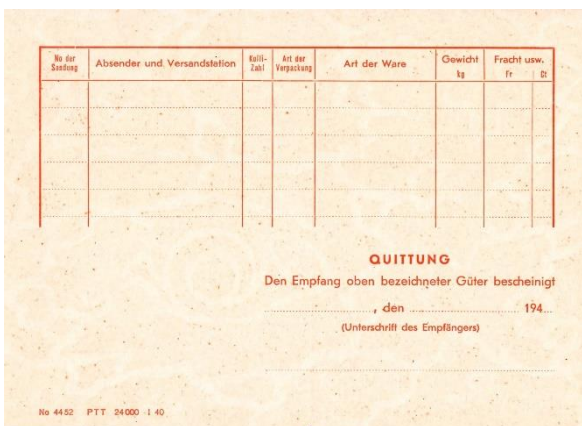 No der Sendung
Absender und Versandstation
Kolli-Zahl
Art der Verpackung
Art der Ware
Gewicht kg
Fracht usw.
Fr Ct
QUITTUNG
Den Empfang oben bezeichneter Güter bescheinigt
, den 194
(Unterschrift des Empfängers)
No 4452 PTT 24000 I 40